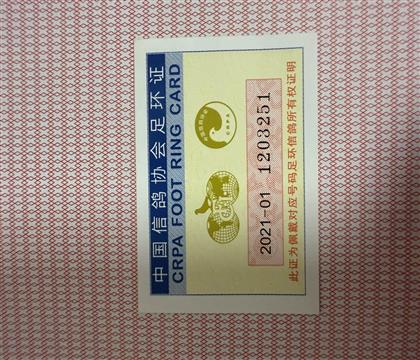 中国信鸽协会足环证
CRPA FOOT RING CARD
2021-01 1203251
此证为佩戴对应号码足环信鸽所有权证明